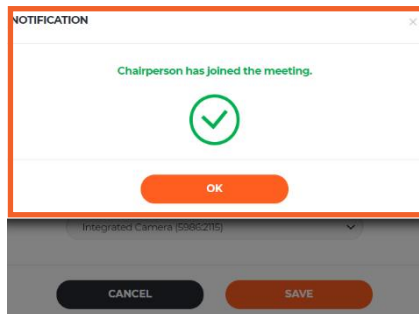 NOTIFICATION
Chairperson has joined the meeting.
OK
Integrated Camera (5986:2115)
CANCEL
SAVE